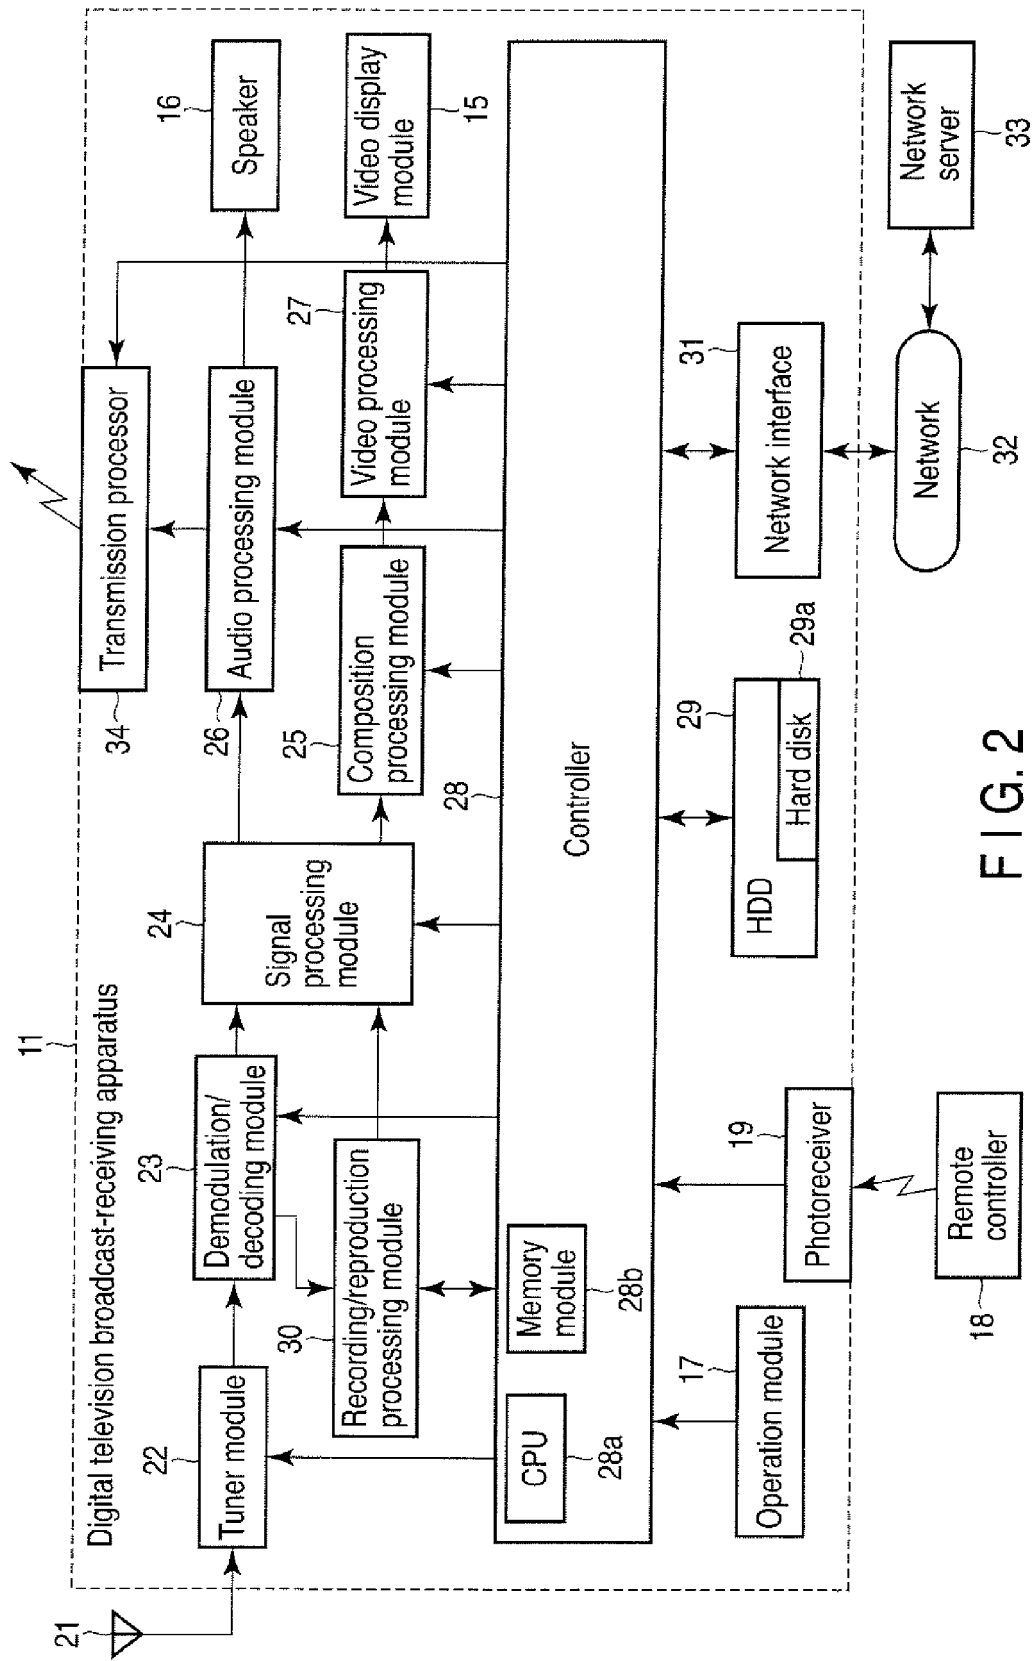 11
Digital television broadcast-receiving apparatus
21
22
Tuner module
23
Demodulation/
decoding module
30
Recording/reproduction
processing module
24
Signal
processing
module
34
Transmission processor
26
Audio processing module
16
Speaker
25
Composition
processing module
27
Video processing
module
Video display
module
15
28
Controller
CPU
28a
Memory
module
28b
17
Operation module
19
Photoreceiver
18
Remote
controller
29
HDD
Hard disk
29a
31
Network interface
Network
32
Network
server
33
FIG. 2